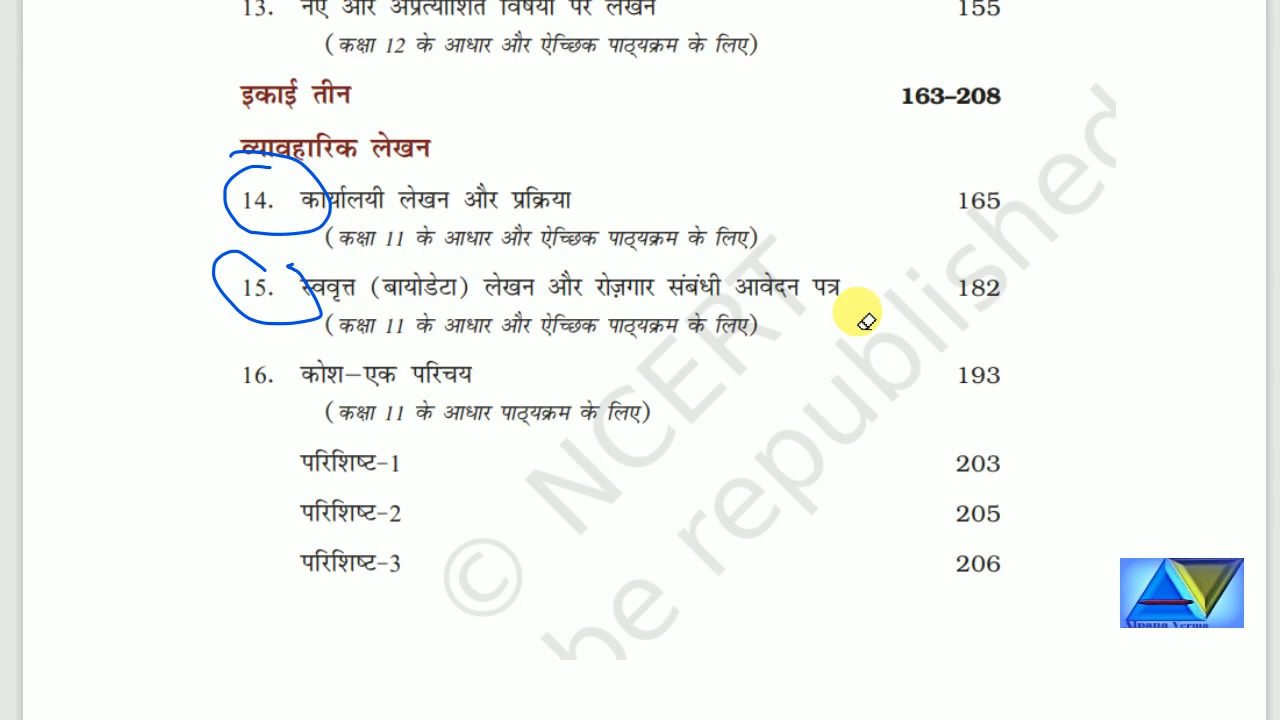 13. नए और अप्रत्याशित विषयों पर लेखन 155
(कक्षा 12 के आधार और ऐच्छिक पाठ्यक्रम के लिए)
इकाई तीन 163–208
व्यावहारिक लेखन
14. कार्यालयी लेखन और प्रक्रिया 165
(कक्षा 11 के आधार और ऐच्छिक पाठ्यक्रम के लिए)
15. स्ववृत्त (बायोडेटा) लेखन और रोज़गार संबंधी आवेदन पत्र 182
(कक्षा 11 के आधार और ऐच्छिक पाठ्यक्रम के लिए)
16. कोश–एक परिचय 193
(कक्षा 11 के आधार पाठ्यक्रम के लिए)
परिशिष्ट-1 203
परिशिष्ट-2 205
परिशिष्ट-3 206
© NCERT
be republished
Alpana Verma